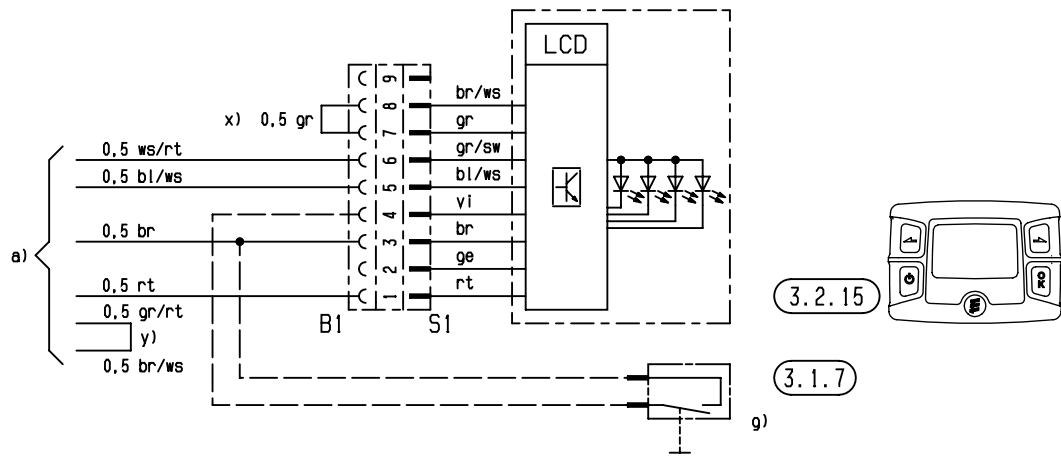 LCD
9
8
br/ws
x) 0,5 gr
7
gr
0,5 ws/rt
6
gr/sw
0,5 bl/ws
5
bl/ws
4
vi
0,5 br
3
br
a)
2
ge
0,5 rt
1
rt
3.2.15
OK
0,5 gr/rt
B1
S1
y)
0,5 br/ws
3.1.7
g)